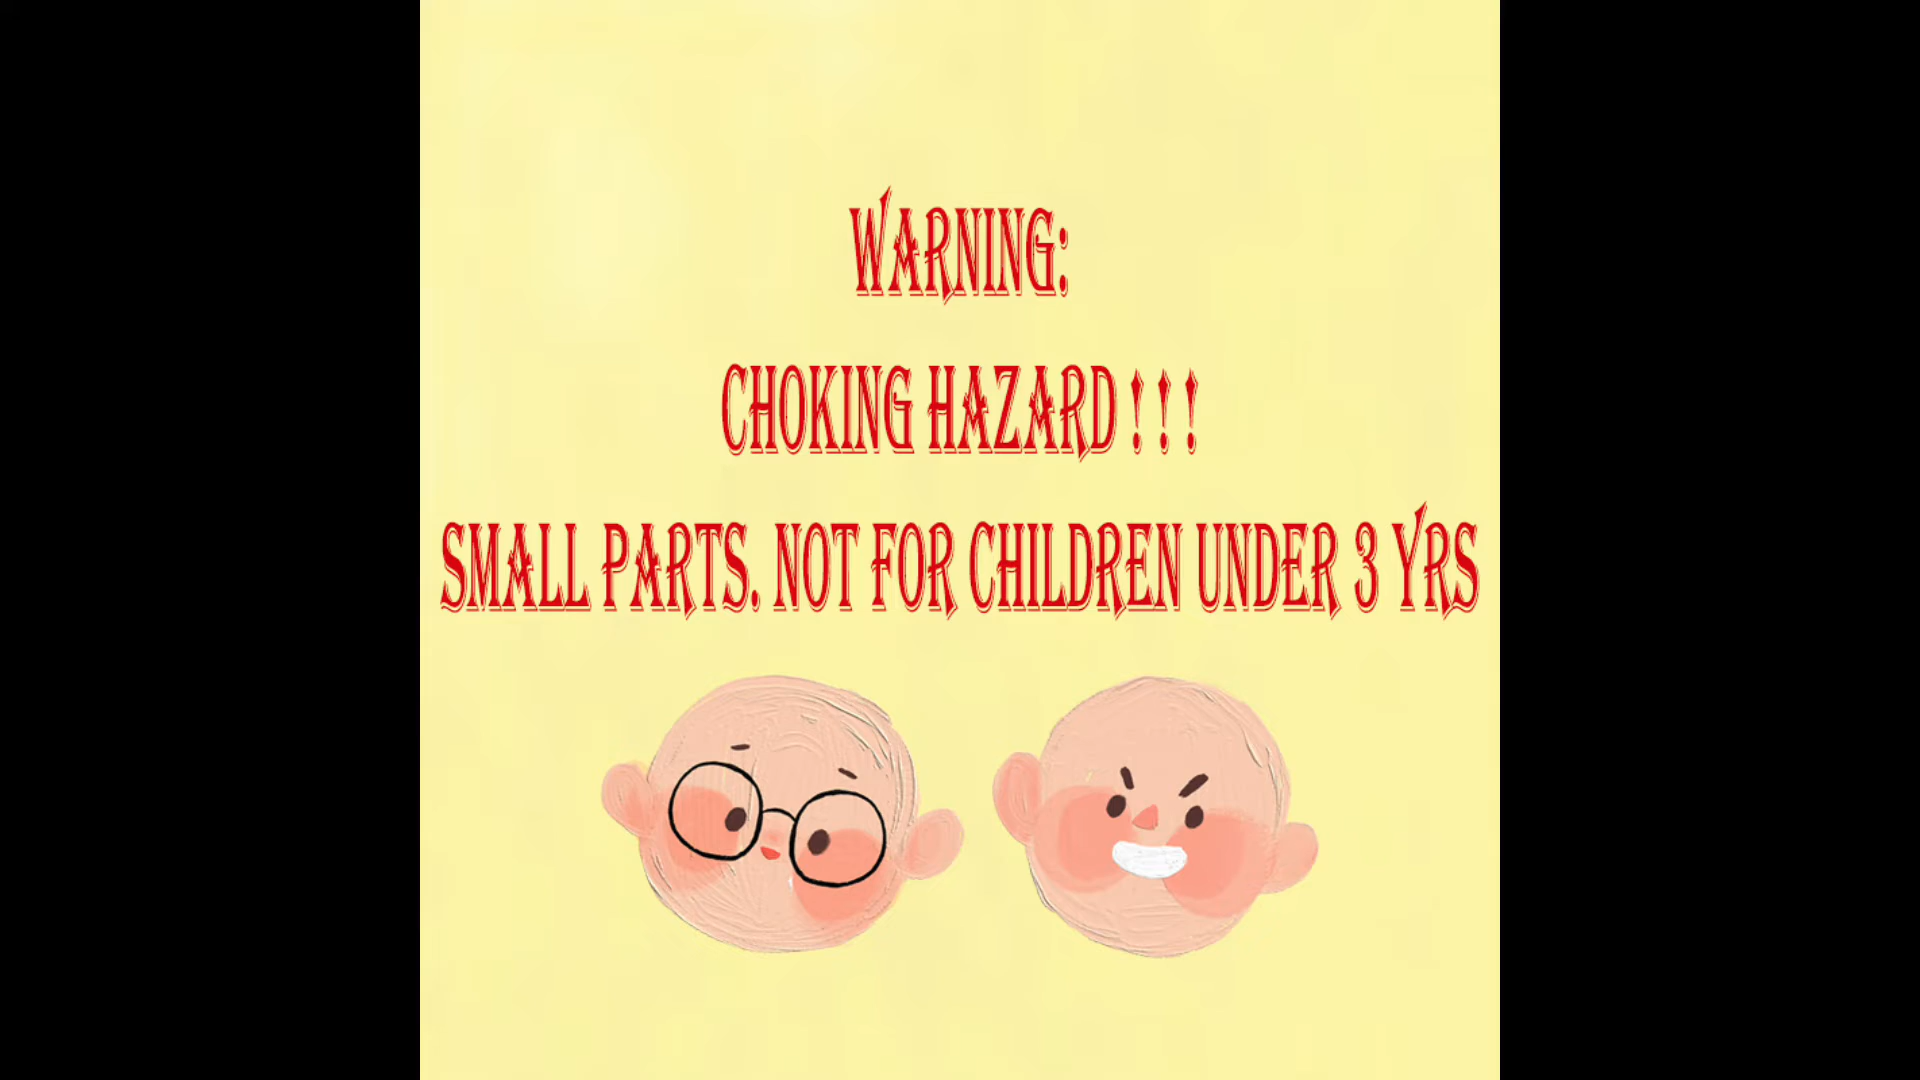 WARNING:
CHOKING HAZARD ! ! !
SMALL PARTS. NOT FOR CHILDREN UNDER 3 YRS